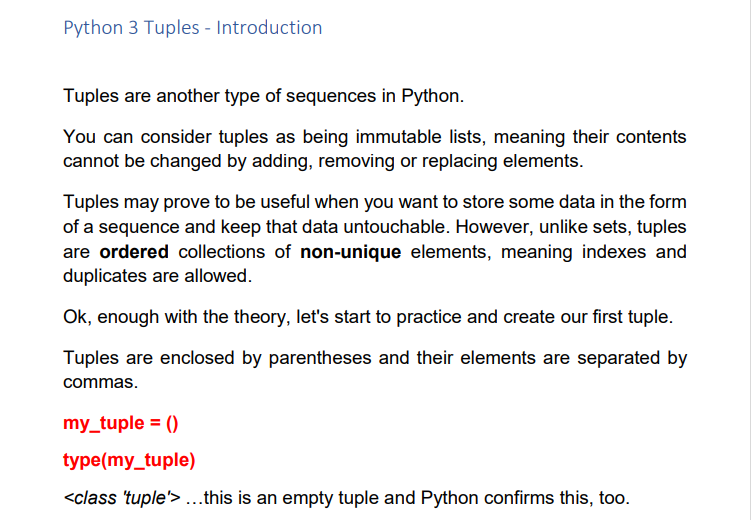 Python 3 Tuples - Introduction
Tuples are another type of sequences in Python.
You can consider tuples as being immutable lists, meaning their contents
cannot be changed by adding, removing or replacing elements.
Tuples may prove to be useful when you want to store some data in the form
of a sequence and keep that data untouchable. However, unlike sets, tuples
are ordered collections of non-unique elements, meaning indexes and
duplicates are allowed.
Ok, enough with the theory, let's start to practice and create our first tuple.
Tuples are enclosed by parentheses and their elements are separated by
commas.
my_tuple = ()
type(my_tuple)
<class 'tuple'> …this is an empty tuple and Python confirms this, too.